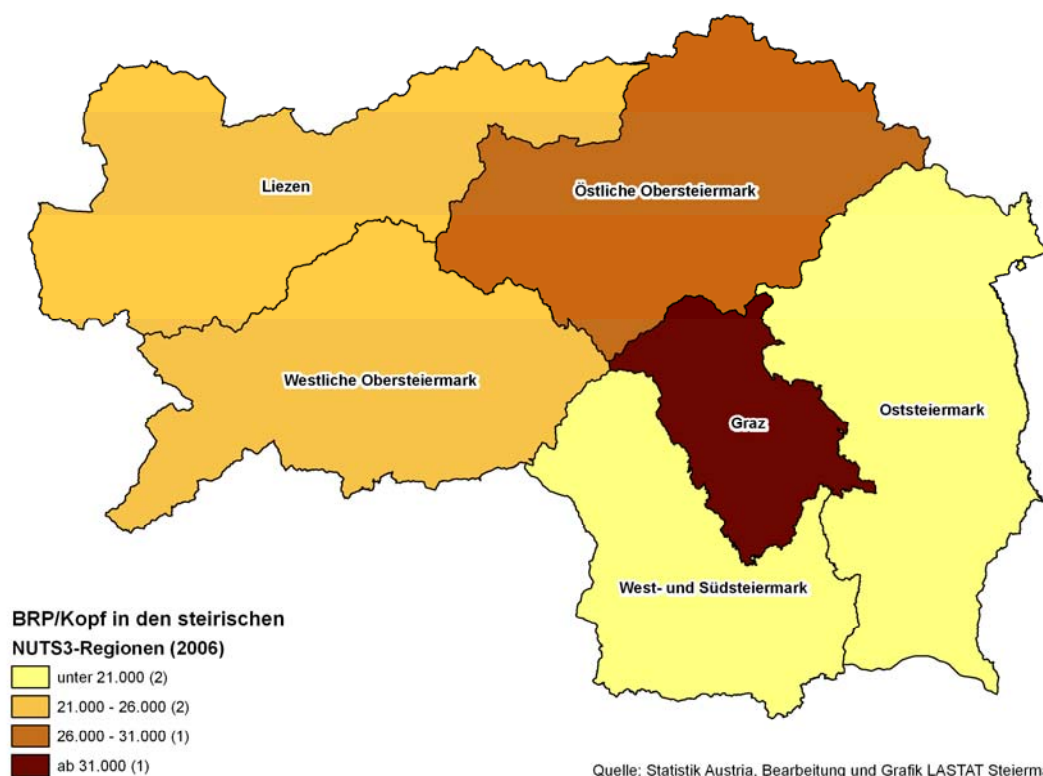 Liezen
Östliche Obersteiermark
Westliche Obersteiermark
Oststeiermark
Graz
West- und Südsteiermark
BRP/Kopf in den steirischen
NUTS3-Regionen (2006)
unter 21.000 (2)
21.000 - 26.000 (2)
26.000 - 31.000 (1)
ab 31.000 (1)
Quelle: Statistik Austria, Bearbeitung und Grafik LASTAT Steierm